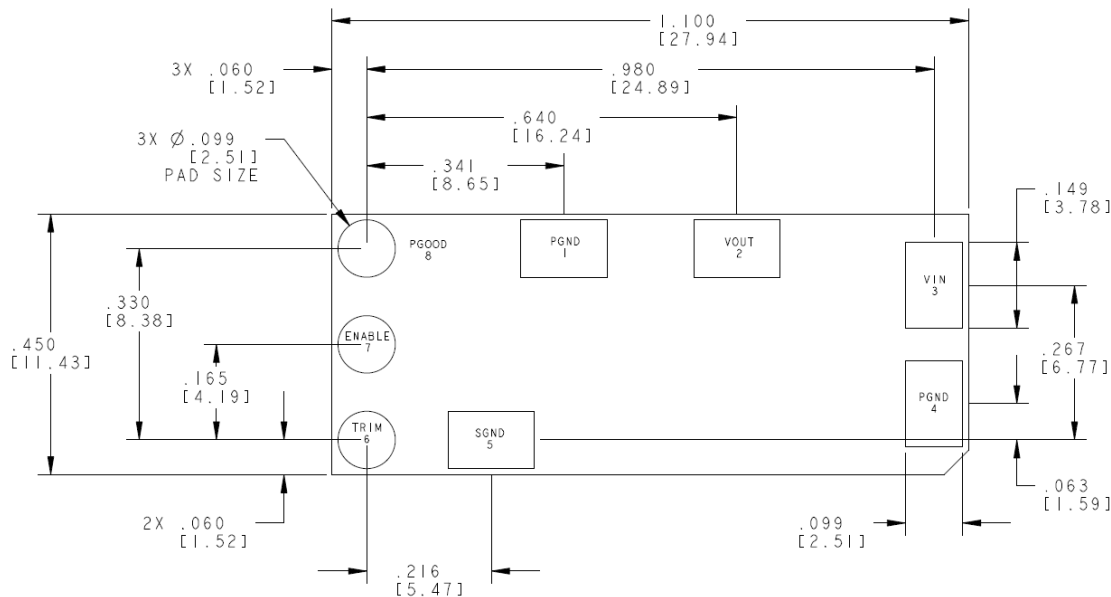 1.100
[27.94]
3X .060
[1.52]
.980
[24.89]
.640
[16.24]
3X Ø .099
[2.51]
PAD SIZE
.341
[8.65]
.149
[3.78]
PGOOD
8
PGND
1
VOUT
2
VIN
3
.330
[8.38]
ENABLE
7
.450
[11.43]
.267
[6.77]
.165
[4.19]
PGND
4
TRIM
6
SGND
5
.063
[1.59]
2X .060
[1.52]
.099
[2.51]
.216
[5.47]